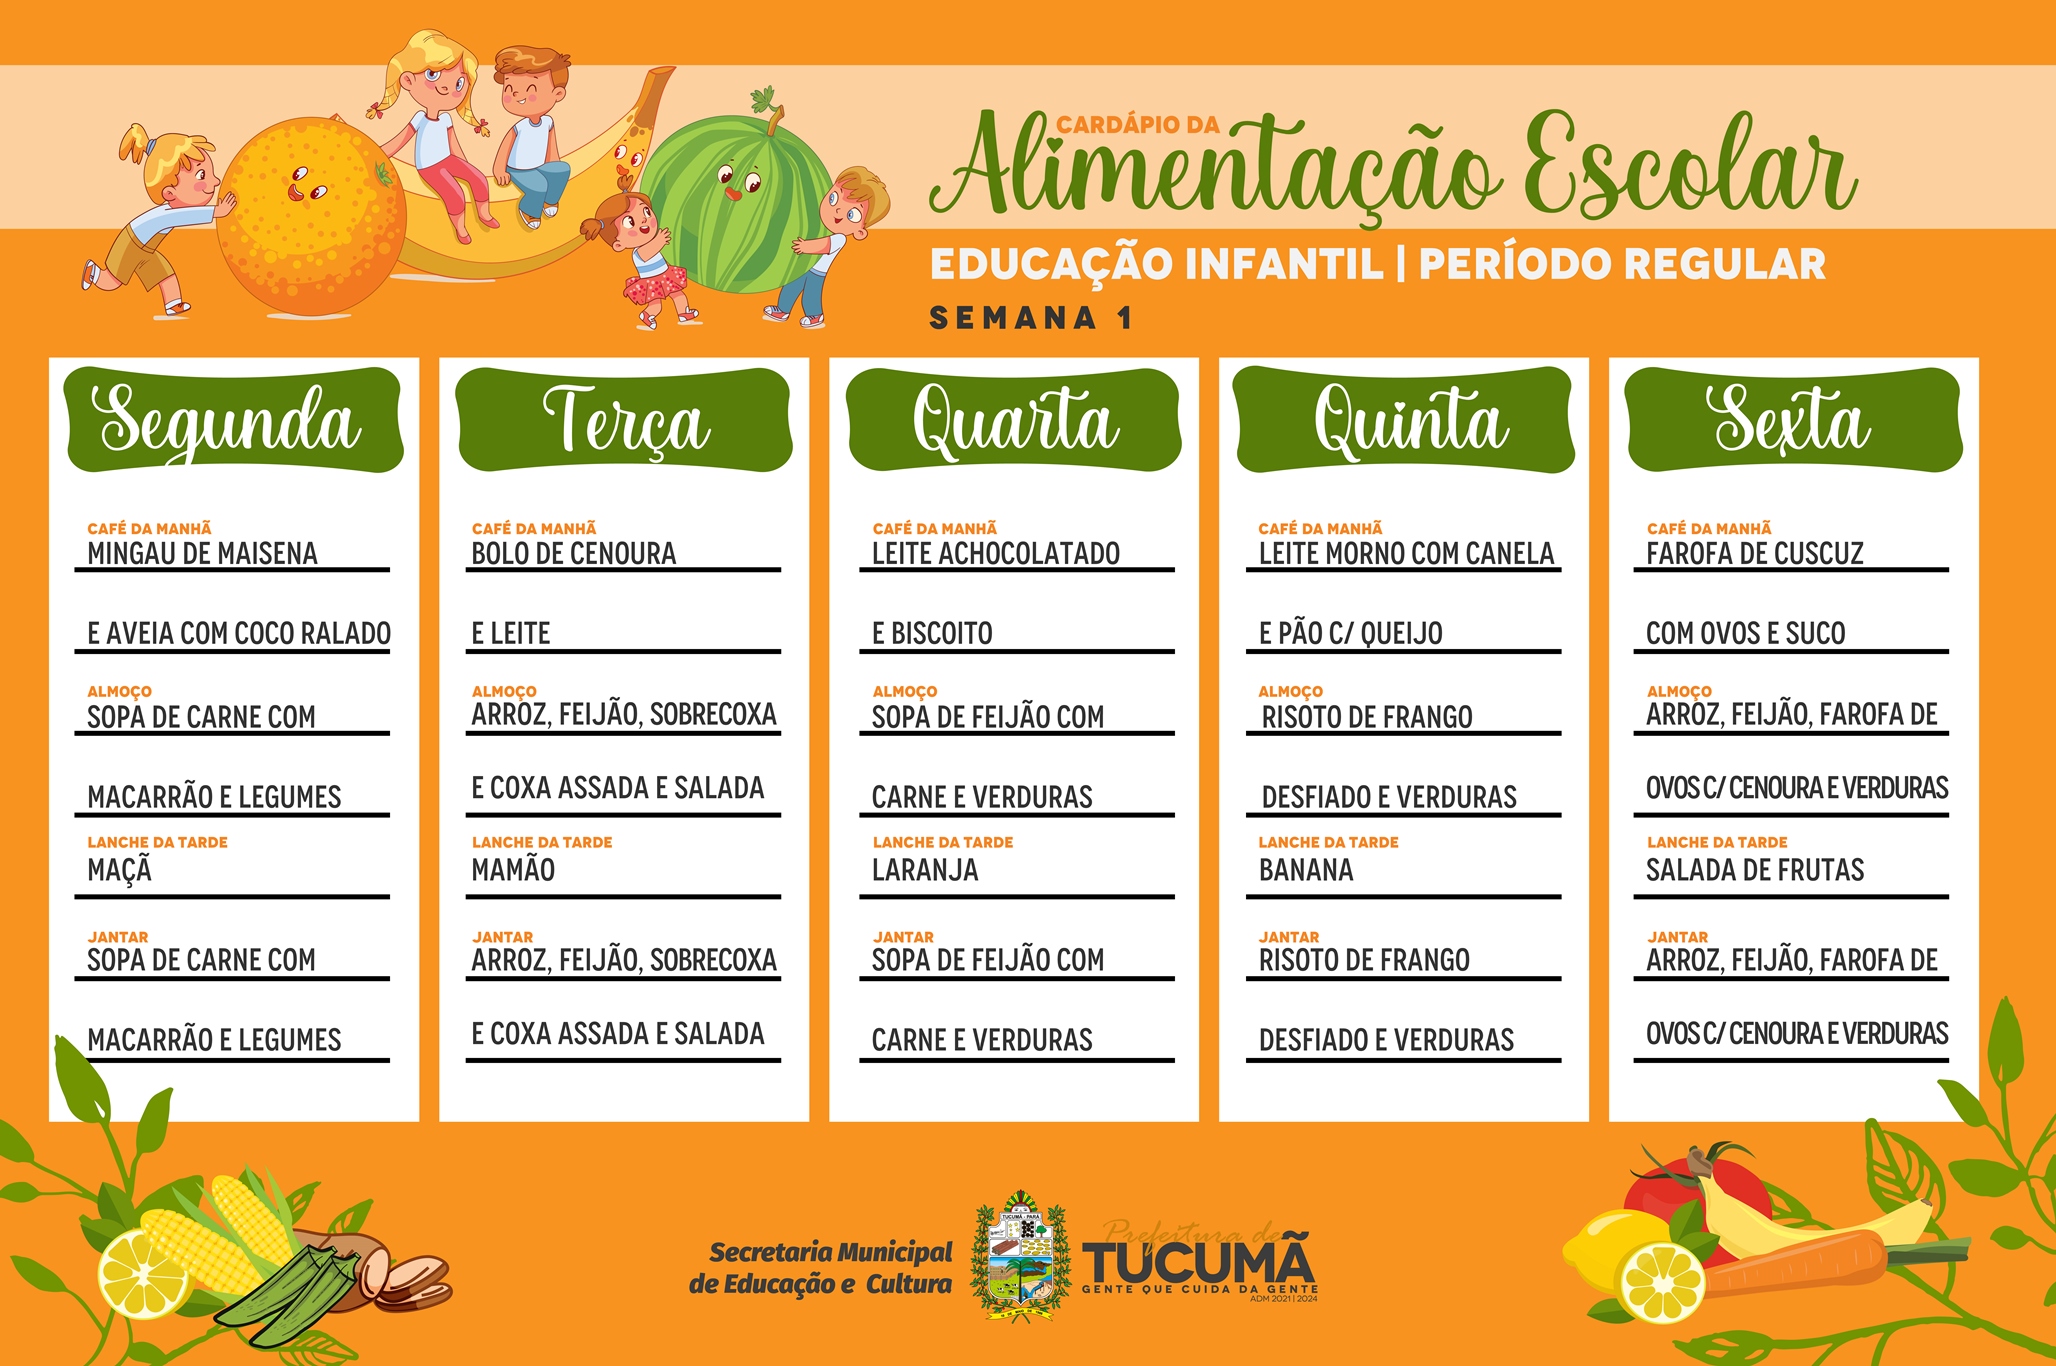 CARDÁPIO DA
Alimentação Escolar
EDUCAÇÃO INFANTIL | PERÍODO REGULAR
SEMANA 1
Segunda
CAFÉ DA MANHÃ
MINGAU DE MAISENA
E AVEIA COM COCO RALADO
ALMOÇO
SOPA DE CARNE COM
MACARRÃO E LEGUMES
LANCHE DA TARDE
MAÇÃ
JANTAR
SOPA DE CARNE COM
MACARRÃO E LEGUMES
Terça
CAFÉ DA MANHÃ
BOLO DE CENOURA
E LEITE
ALMOÇO
ARROZ, FEIJÃO, SOBRECOXA
E COXA ASSADA E SALADA
LANCHE DA TARDE
MAMÃO
JANTAR
ARROZ, FEIJÃO, SOBRECOXA
E COXA ASSADA E SALADA
Quarta
CAFÉ DA MANHÃ
LEITE ACHOCOLATADO
E BISCOITO
ALMOÇO
SOPA DE FEIJÃO COM
CARNE E VERDURAS
LANCHE DA TARDE
LARANJA
JANTAR
SOPA DE FEIJÃO COM
CARNE E VERDURAS
Quinta
CAFÉ DA MANHÃ
LEITE MORNO COM CANELA
E PÃO C/ QUEIJO
ALMOÇO
RISOTO DE FRANGO
DESFIADO E VERDURAS
LANCHE DA TARDE
BANANA
JANTAR
RISOTO DE FRANGO
DESFIADO E VERDURAS
Sexta
CAFÉ DA MANHÃ
FAROFA DE CUSCUZ
COM OVOS E SUCO
ALMOÇO
ARROZ, FEIJÃO, FAROFA DE
OVOS C/ CENOURA E VERDURAS
LANCHE DA TARDE
SALADA DE FRUTAS
JANTAR
ARROZ, FEIJÃO, FAROFA DE
OVOS C/ CENOURA E VERDURAS
Secretaria Municipal
de Educação e Cultura
TUCUMÃ - PARÁ
Prefeitura de
TUCUMÃ
GENTE QUE CUIDA DA GENTE
ADM 2021 | 2024